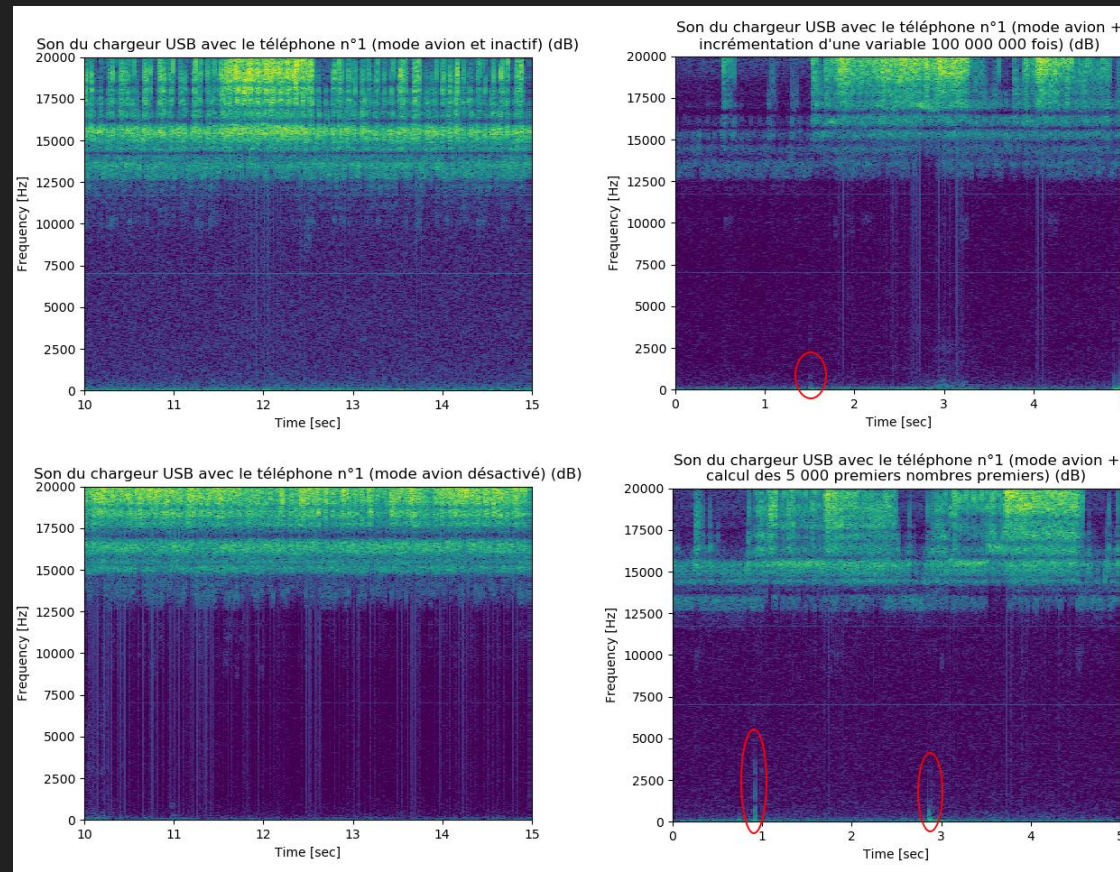 Son du chargeur USB avec le téléphone n°1 (mode avion et inactif) (dB)
20000
17500
15000
12500
10000
7500
5000
2500
0
Frequency [Hz]
10 11 12 13 14 15
Time [sec]
Son du chargeur USB avec le téléphone n°1 (mode avion +
incrémentation d'une variable 100 000 000 fois) (dB)
20000
17500
15000
12500
10000
7500
5000
2500
0
Frequency [Hz]
0 1 2 3 4
Time [sec]
Son du chargeur USB avec le téléphone n°1 (mode avion désactivé) (dB)
20000
17500
15000
12500
10000
7500
5000
2500
0
Frequency [Hz]
10 11 12 13 14 15
Time [sec]
Son du chargeur USB avec le téléphone n°1 (mode avion +
calcul des 5 000 premiers nombres premiers) (dB)
20000
17500
15000
12500
10000
7500
5000
2500
0
Frequency [Hz]
0 1 2 3 4 5
Time [sec]